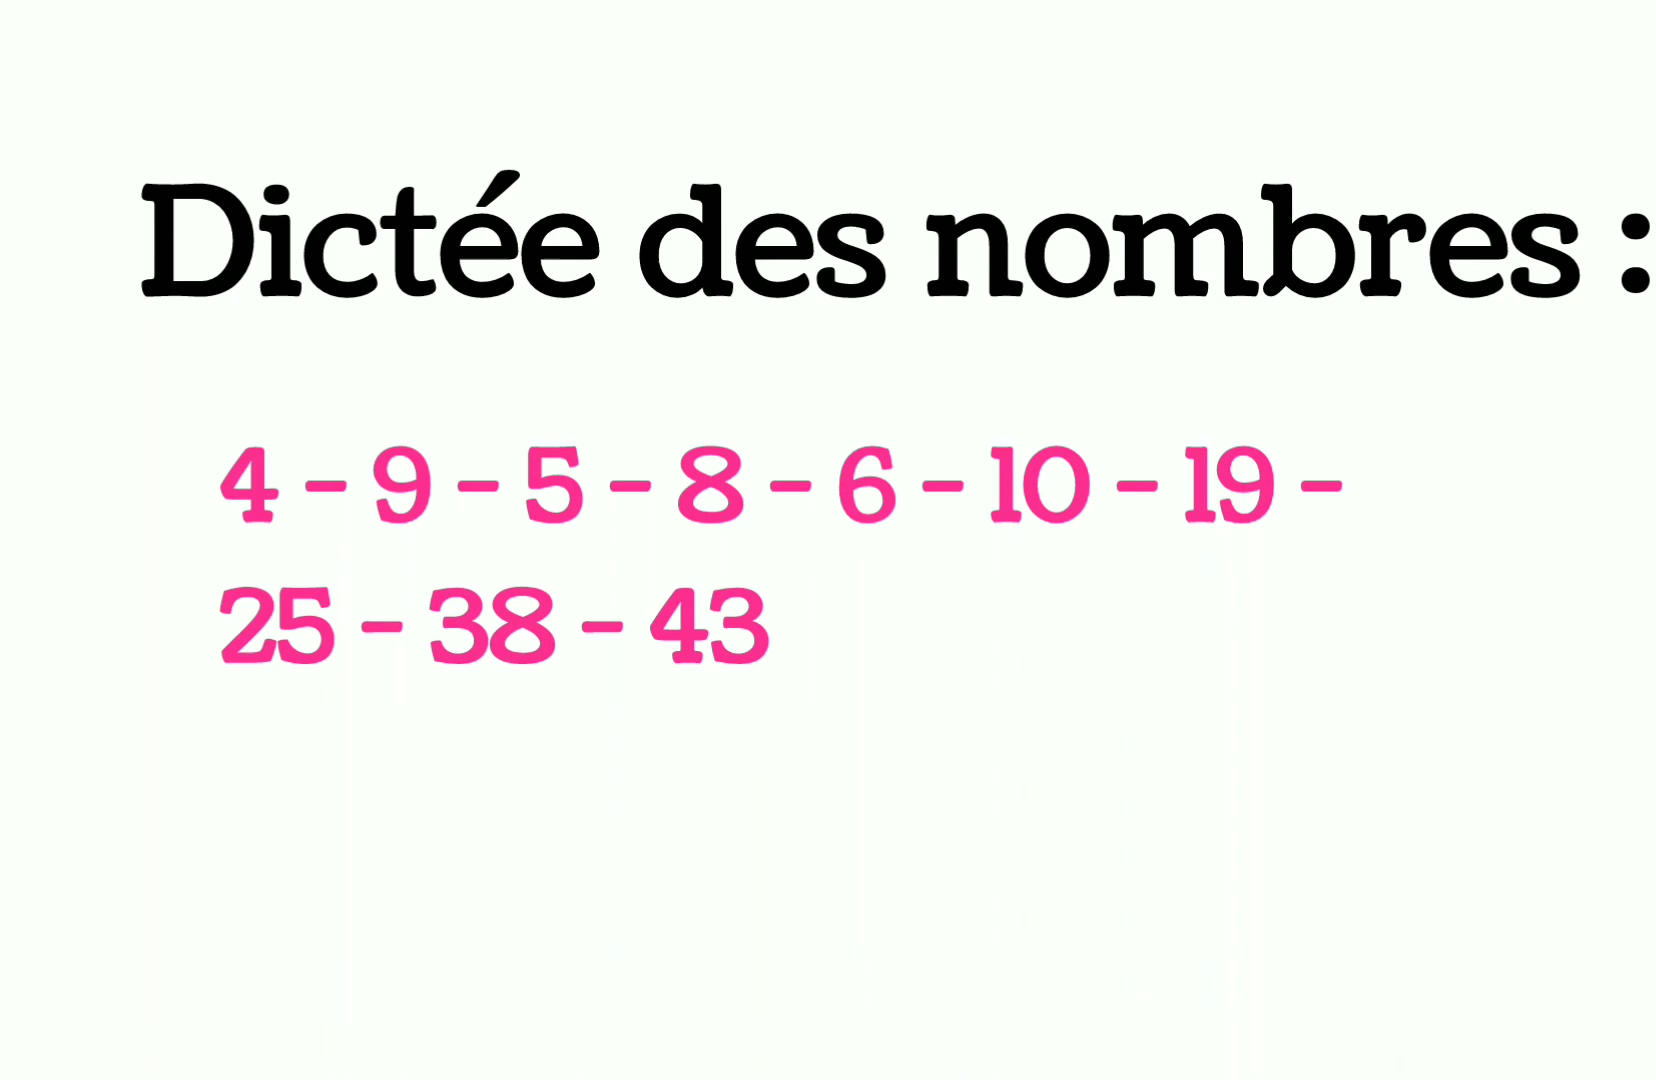 Dictée des nombres :
4 - 9 - 5 - 8 - 6 - 10 - 19 -
25 - 38 - 43